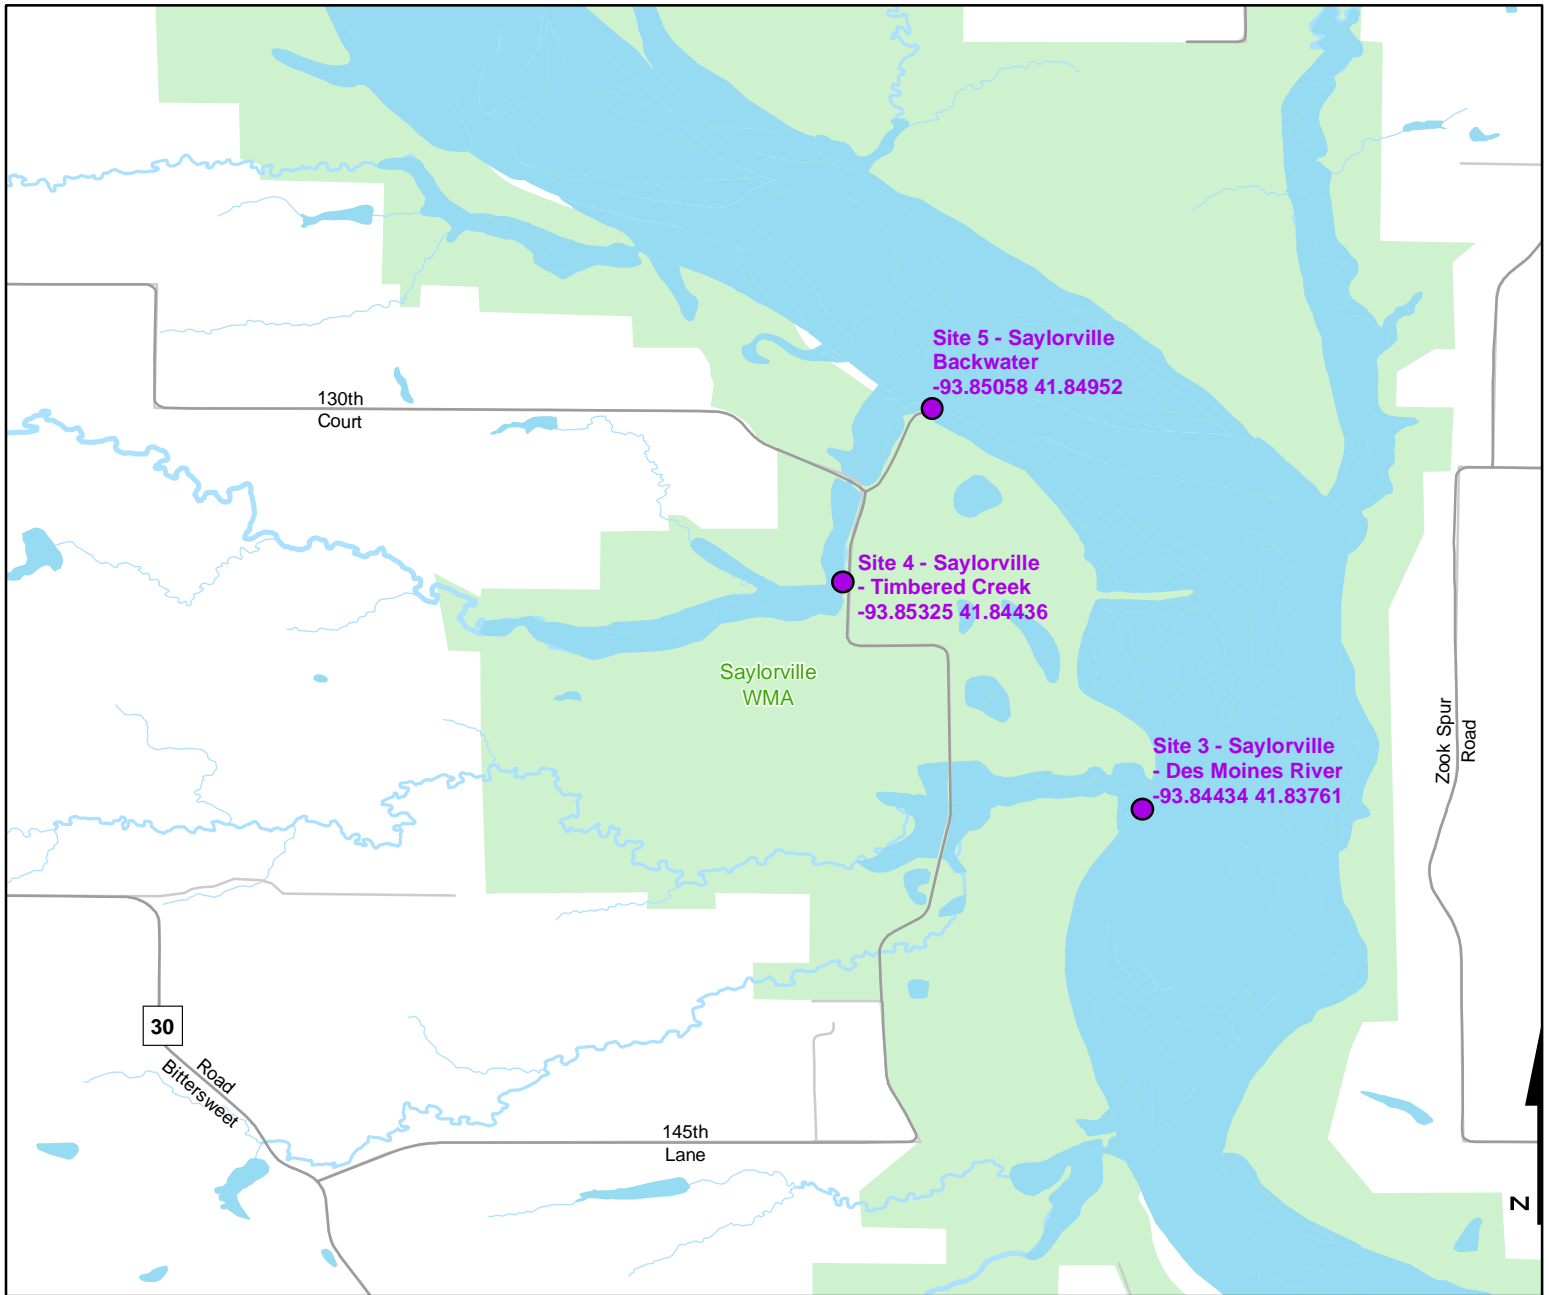 Site 5 - Saylorville
Backwater
-93.85058 41.84952
130th
Court
Site 4 - Saylorville
- Timbered Creek
-93.85325 41.84436
Saylorville
WMA
Zook Spur
Road
Site 3 - Saylorville
- Des Moines River
-93.84434 41.83761
30
Road
Bittersweet
145th
Lane
N